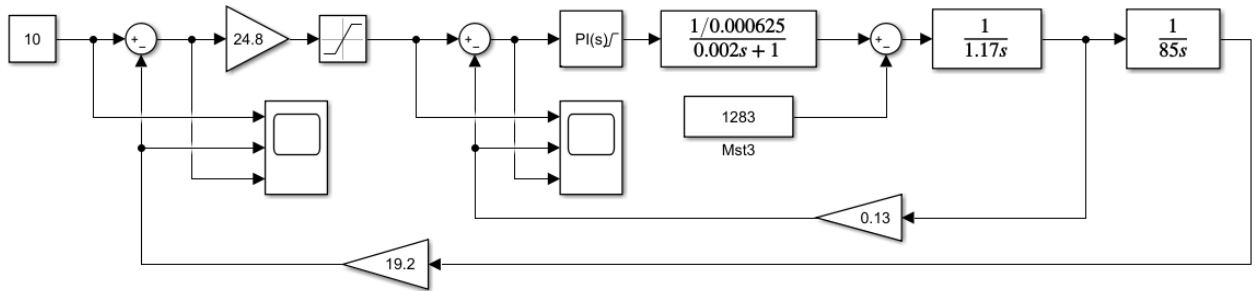 10
+
−
24.8
+
−
PI(s)
1/0.000625
0.002s + 1
+
−
1
1.17s
1
85s
1283
Mst3
0.13
19.2